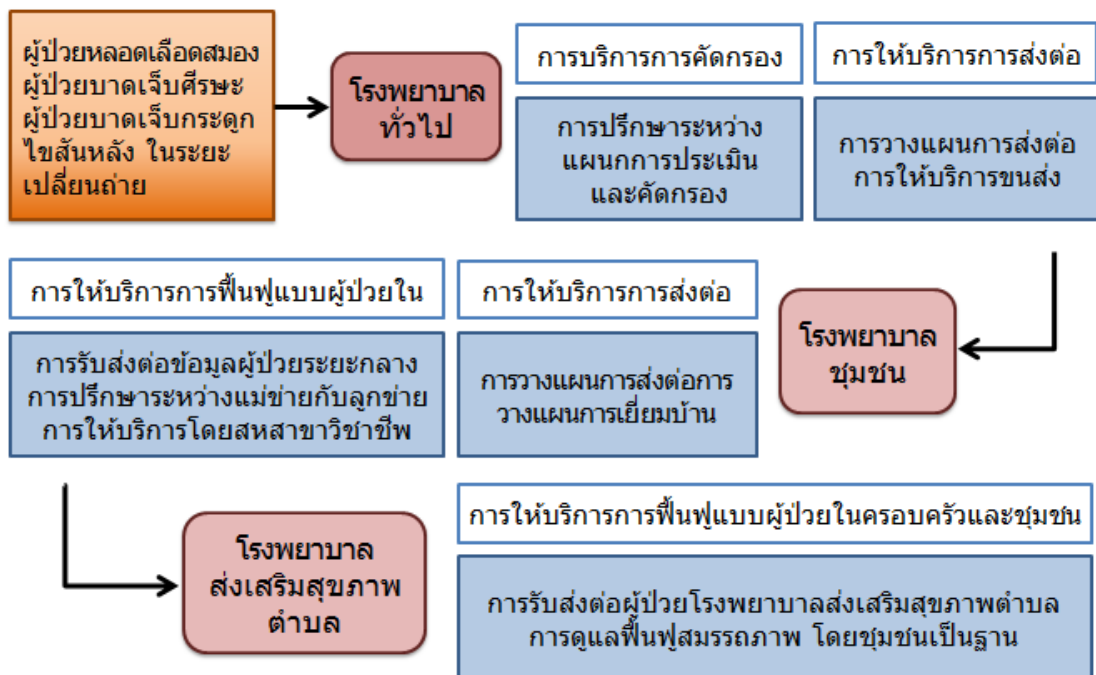 ผู้ป่วยหลอดเลือดสมอง
ผู้ป่วยบาดเจ็บศีรษะ
ผู้ป่วยบาดเจ็บกระดูก
ไขสันหลัง ในระยะ
เปลี่ยนถ่าย
โรงพยาบาล
ทั่วไป
การบริการการคัดกรอง
การปรึกษาระหว่าง
แผนกการประเมิน
และคัดกรอง
การให้บริการการส่งต่อ
การวางแผนการส่งต่อ
การให้บริการขนส่ง
โรงพยาบาล
ชุมชน
การให้บริการการฟื้นฟูแบบผู้ป่วยใน
การรับส่งต่อข้อมูลผู้ป่วยระยะกลาง
การปรึกษาระหว่างแม่ข่ายกับลูกข่าย
การให้บริการโดยสหสาขาวิชาชีพ
การให้บริการการส่งต่อ
การวางแผนการส่งต่อการ
วางแผนการเยี่ยมบ้าน
โรงพยาบาล
ส่งเสริมสุขภาพ
ตำบล
การให้บริการการฟื้นฟูแบบผู้ป่วยในครอบครัวและชุมชน
การรับส่งต่อผู้ป่วยโรงพยาบาลส่งเสริมสุขภาพตำบล
การดูแลฟื้นฟูสมรรถภาพ โดยชุมชนเป็นฐาน